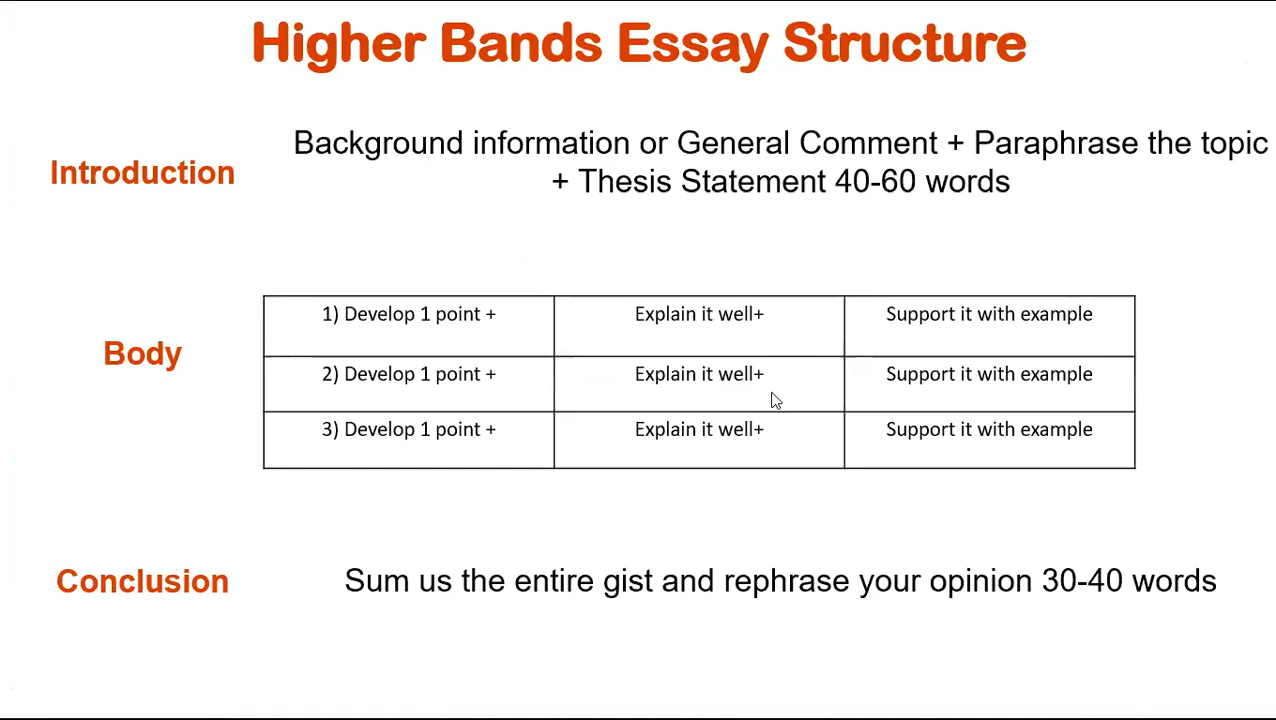 Higher Bands Essay Structure
Introduction
Background information or General Comment + Paraphrase the topic
+ Thesis Statement 40-60 words
Body
1) Develop 1 point + Explain it well+ Support it with example
2) Develop 1 point + Explain it well+ Support it with example
3) Develop 1 point + Explain it well+ Support it with example
Conclusion
Sum us the entire gist and rephrase your opinion 30-40 words